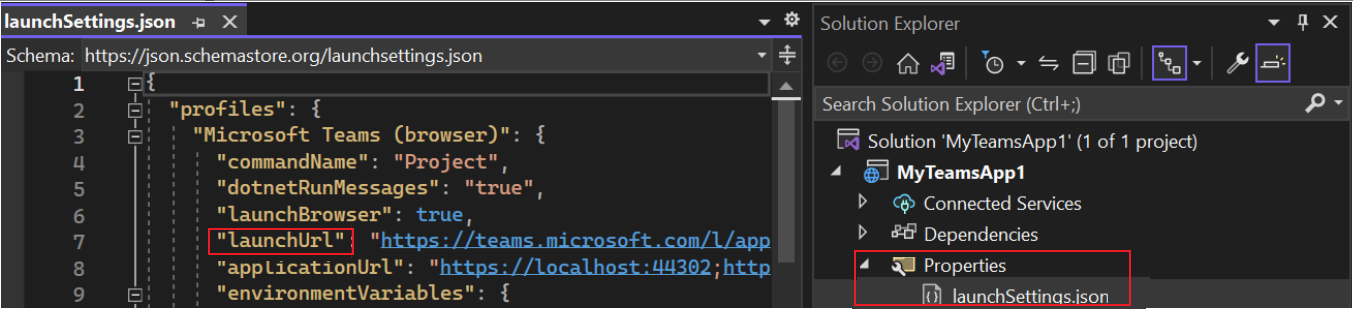 launchSettings.json
Schema: https://json.schemastore.org/launchsettings.json
1 {
2 "profiles": {
3 "Microsoft Teams (browser)": {
4 "commandName": "Project",
5 "dotnetRunMessages": "true",
6 "launchBrowser": true,
7 "launchUrl": "https://teams.microsoft.com/l/app
8 "applicationUrl": "https://localhost:44302;http
9 "environmentVariables": {
Solution Explorer
Search Solution Explorer (Ctrl+;)
Solution 'MyTeamsApp1' (1 of 1 project)
MyTeamsApp1
Connected Services
Dependencies
Properties
launchSettings.json